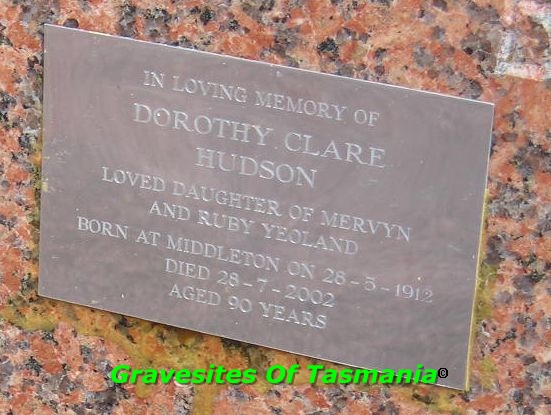 IN LOVING MEMORY OF
DOROTHY CLARE
HUDSON
LOVED DAUGHTER OF MERVYN
AND RUBY YEOLAND
BORN AT MIDDLETON ON 28-5-1912
DIED 28-7-2002
AGED 90 YEARS
Gravesites Of Tasmania©